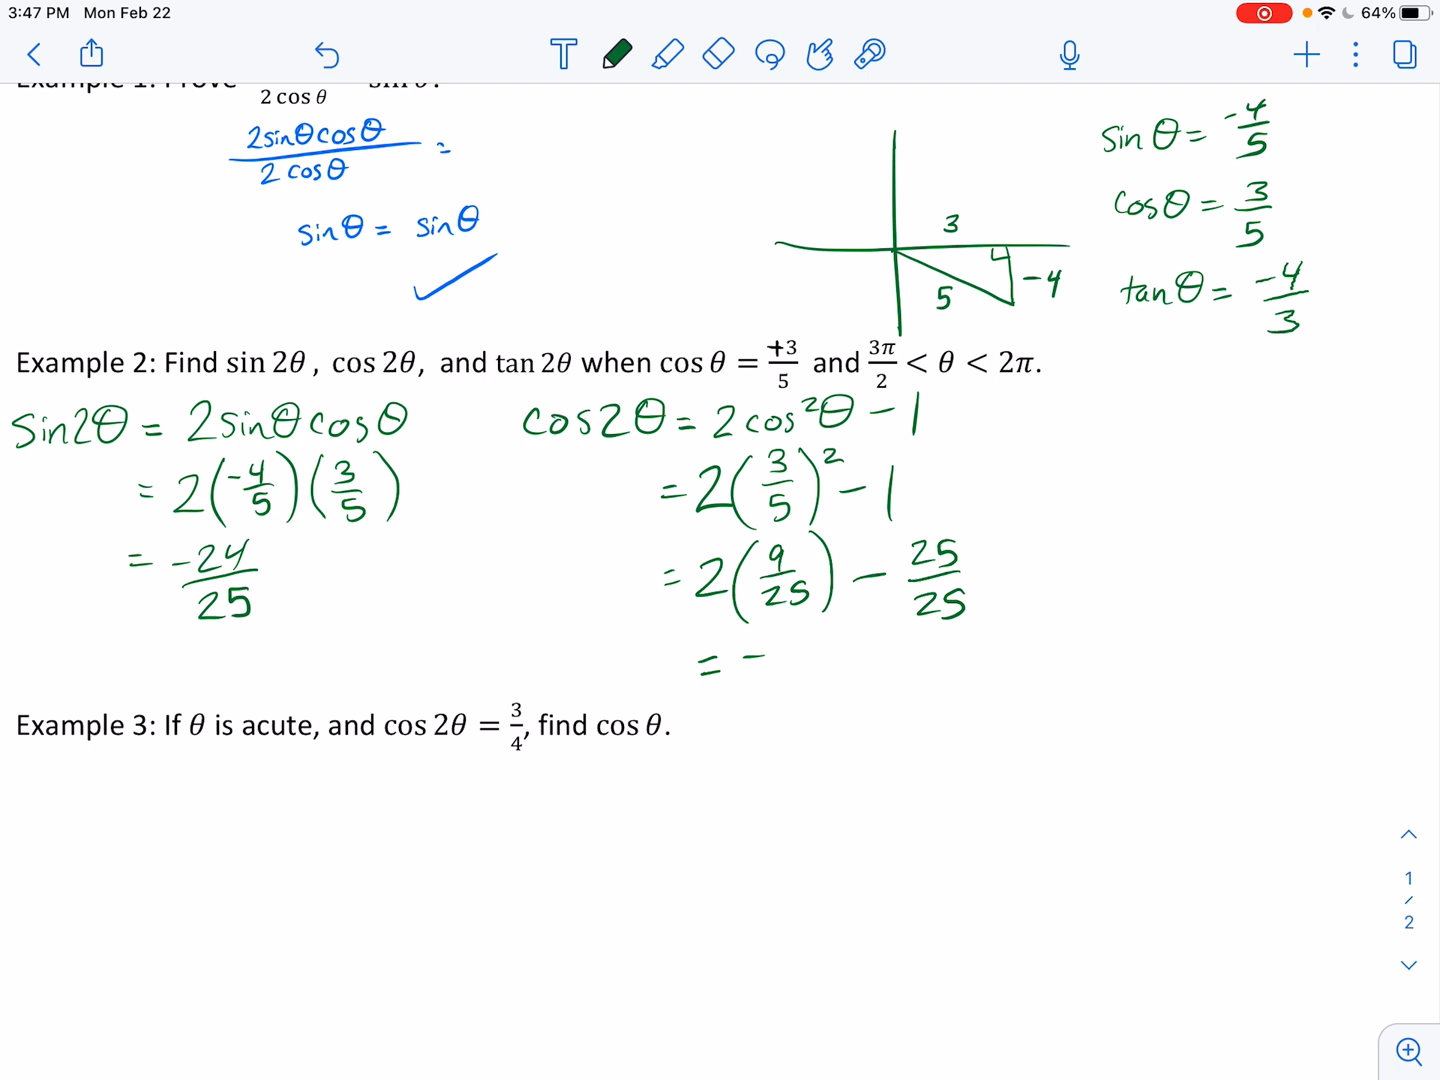 3:47 PM Mon Feb 22
64%
T
2 cos θ
2sinθcosθ / 2 cosθ =
sinθ = sinθ
sinθ = -4/5
cosθ = 3/5
tanθ = -4/3
3
5
-4
Example 2: Find sin 2θ , cos 2θ, and tan 2θ when cos θ = +3/5 and 3π/2 < θ < 2π.
sin2θ = 2sinθcosθ
= 2(-4/5)(3/5)
= -24/25
cos2θ = 2cos²θ - 1
= 2(3/5)² - 1
= 2(9/25) - 25/25
= -
Example 3: If θ is acute, and cos 2θ = 3/4, find cos θ.
1
/
2